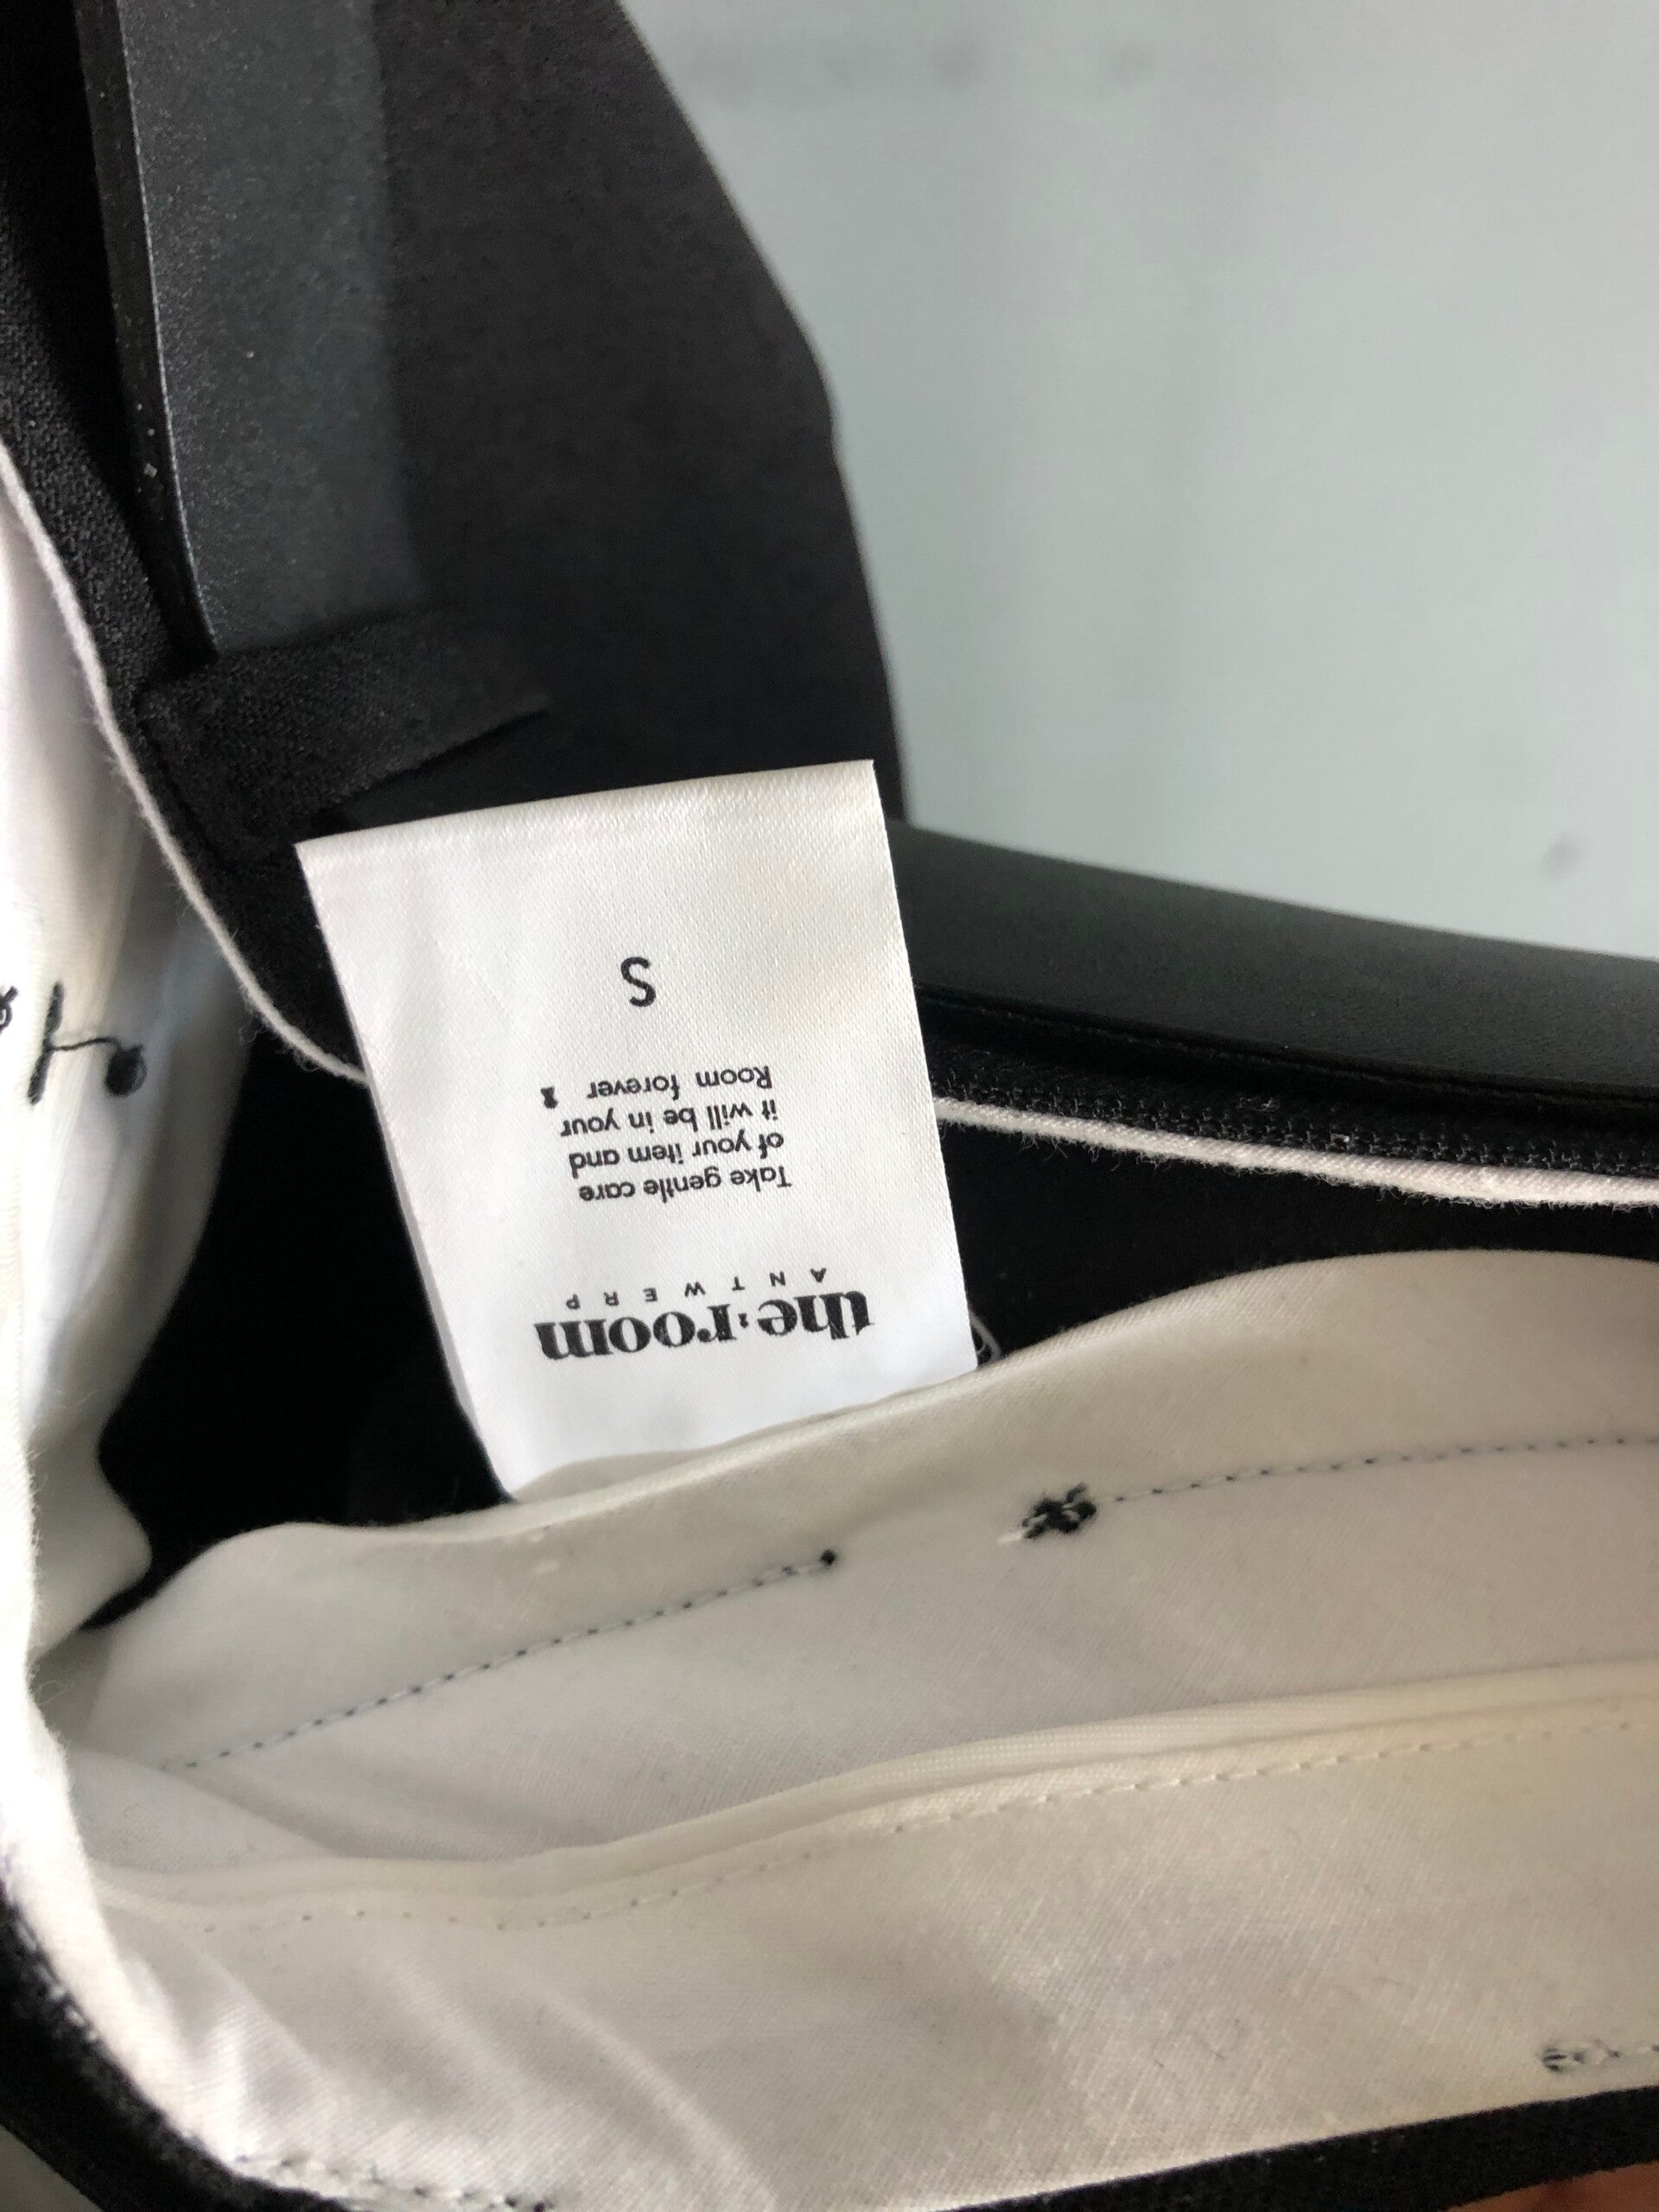 the:room
ANTWERP
Take gentle care
of your item and
it will be in your
Room forever
S